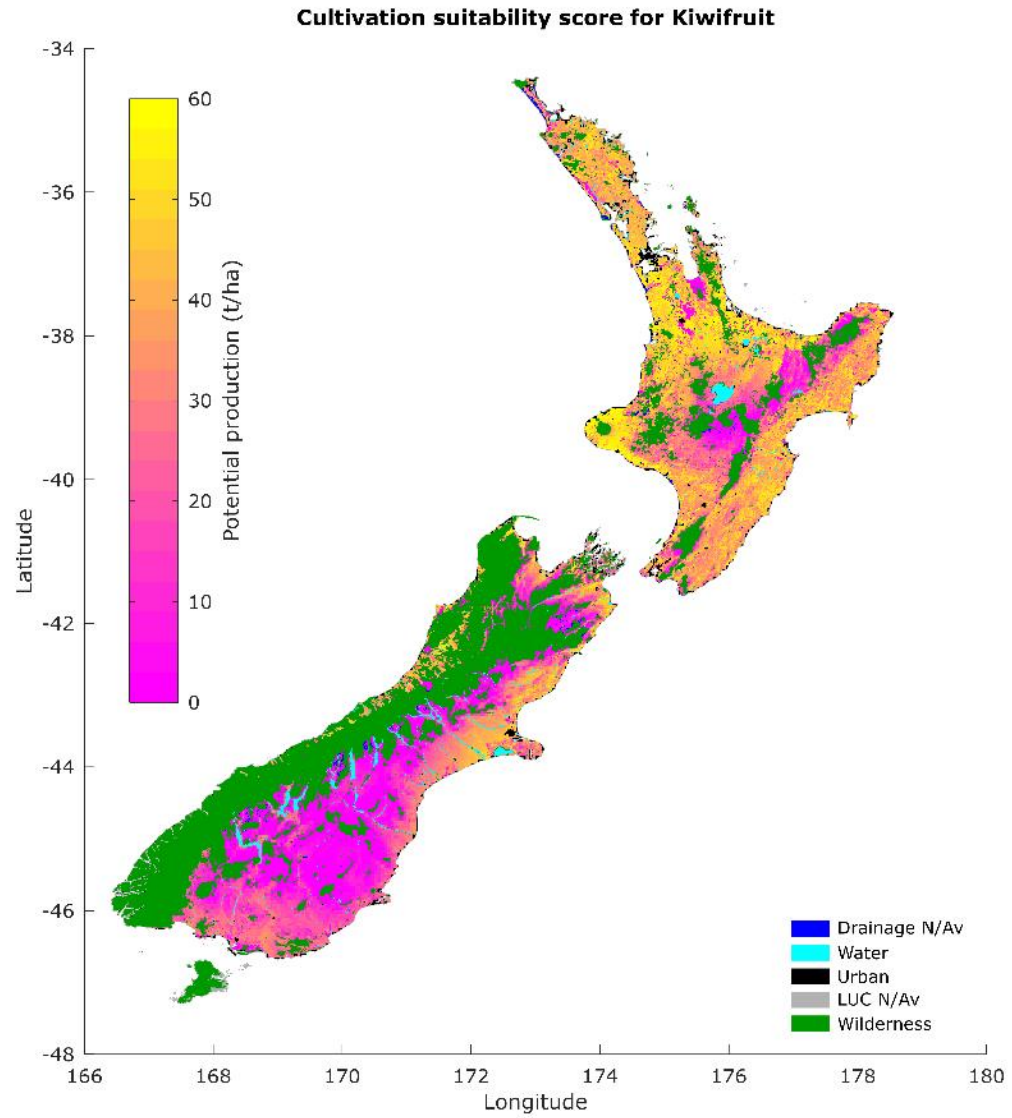 Cultivation suitability score for Kiwifruit
-34
-36
-38
-40
-42
-44
-46
-48
Latitude
60
50
40
30
20
10
0
Potential production (t/ha)
Drainage N/Av
Water
Urban
LUC N/Av
Wilderness
166 168 170 172 174 176 178 180
Longitude